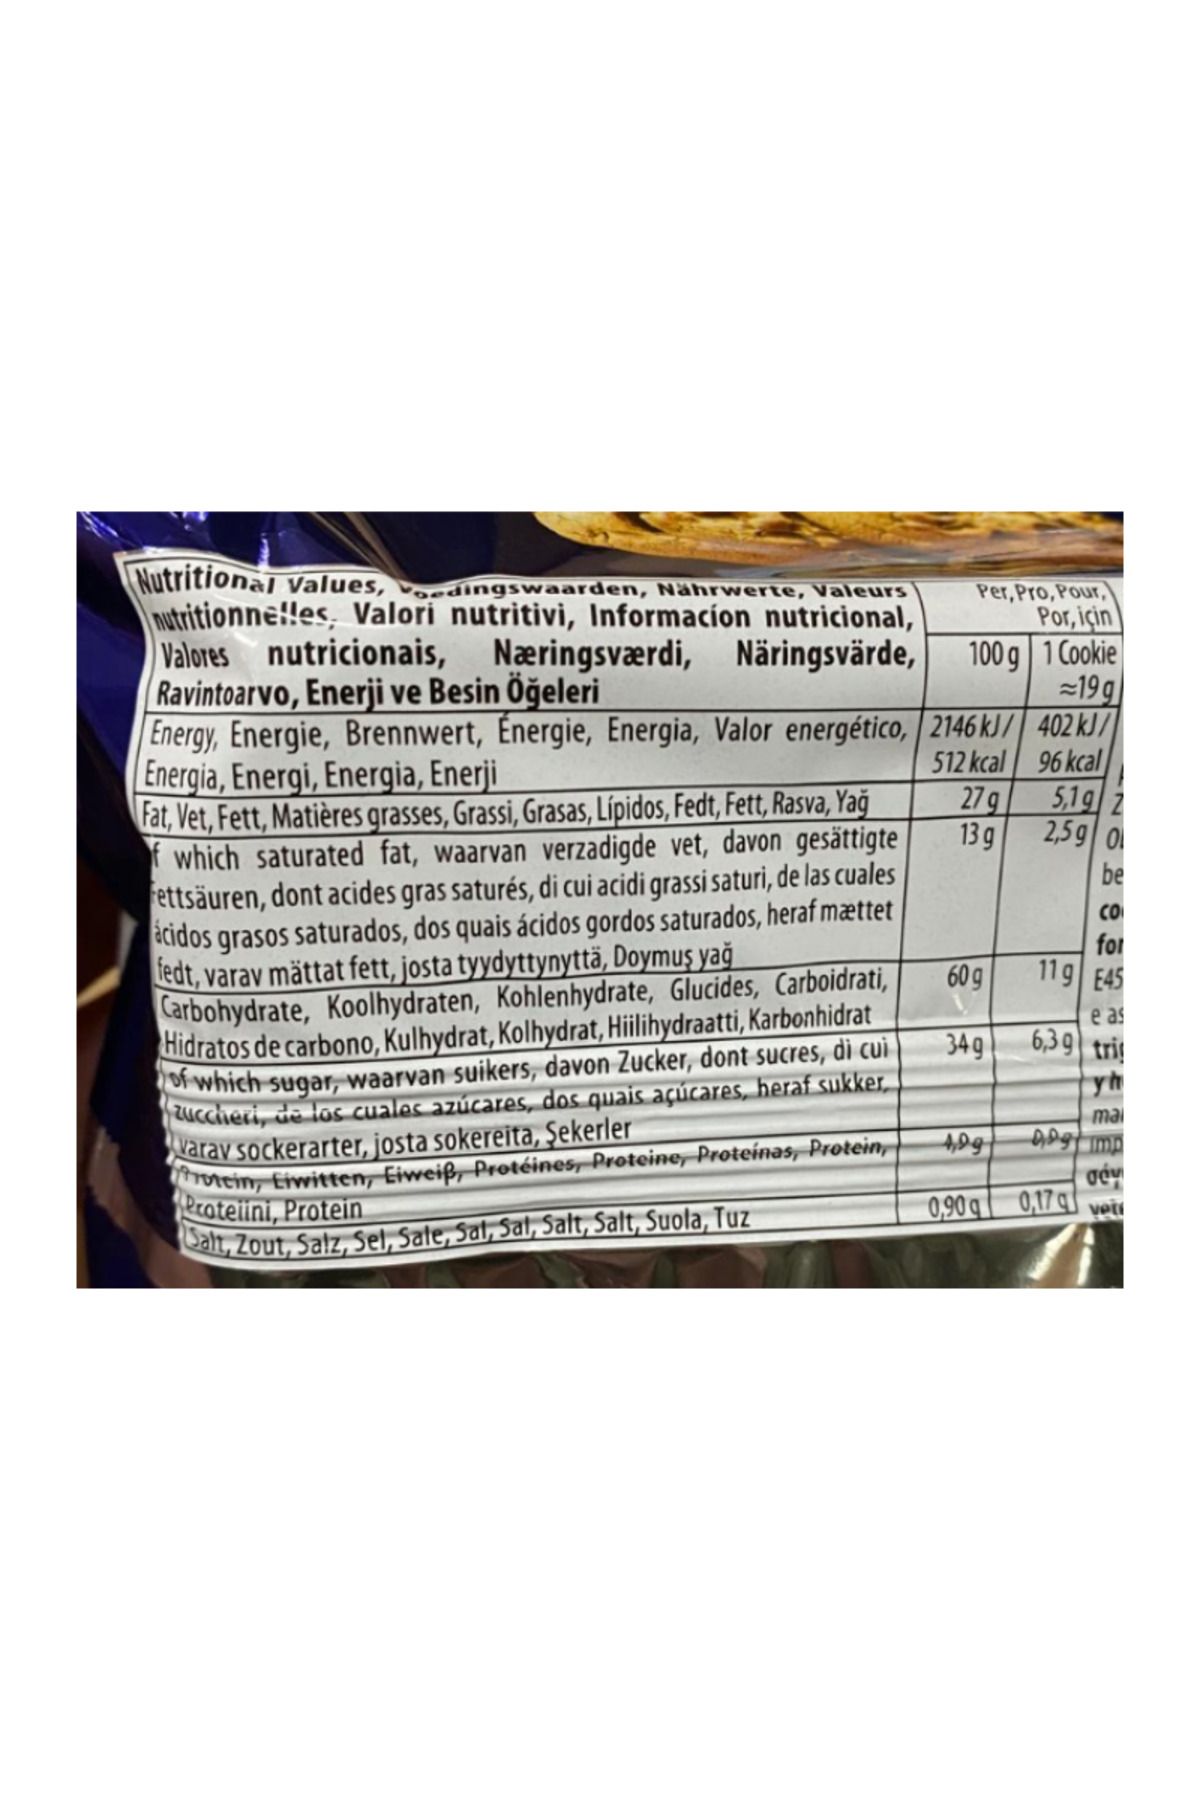 Nutritional Values, Voedingswaarden, Nährwerte, Valeurs
nutritionnelles, Valori nutritivi, Informacíon nutricional,
Valores nutricionais, Næringsværdi, Näringsvärde,
Ravintoarvo, Enerji ve Besin Öğeleri
Per, Pro, Pour,
Por, için
100 g 1 Cookie
≈19 g
Energy, Energie, Brennwert, Énergie, Energia, Valor energético, 2146 kJ/ 402 kJ/
Energia, Energi, Energia, Enerji 512 kcal 96 kcal
Fat, Vet, Fett, Matières grasses, Grassi, Grasas, Lípidos, Fedt, Fett, Rasva, Yağ 27 g 5,1 g
f which saturated fat, waarvan verzadigde vet, davon gesättigte 13 g 2,5 g
Fettsäuren, dont acides gras saturés, di cui acidi grassi saturi, de las cuales
ácidos grasos saturados, dos quais ácidos gordos saturados, heraf mættet
fedt, varav mättat fett, josta tyydyttynyttä, Doymuş yağ
Carbohydrate, Koolhydraten, Kohlenhydrate, Glucides, Carboidrati, 60 g 11 g
Hidratos de carbono, Kulhydrat, Kolhydrat, Hiilihydraatti, Karbonhidrat
of which sugar, waarvan suikers, davon Zucker, dont sucres, di cui 34 g 6,3 g
zuccheri, de los cuales azúcares, dos quais açúcares, heraf sukker,
varav sockerarter, josta sokereita, Şekerler
Protein, Eiwitten, Eiweiß, Protéines, Proteine, Proteínas, Protein,
Proteiini, Protein
Salt, Zout, Salz, Sel, Sale, Sal, Sal, Salt, Salt, Suola, Tuz 0,90 g 0,17 g
be
for
E45
e as